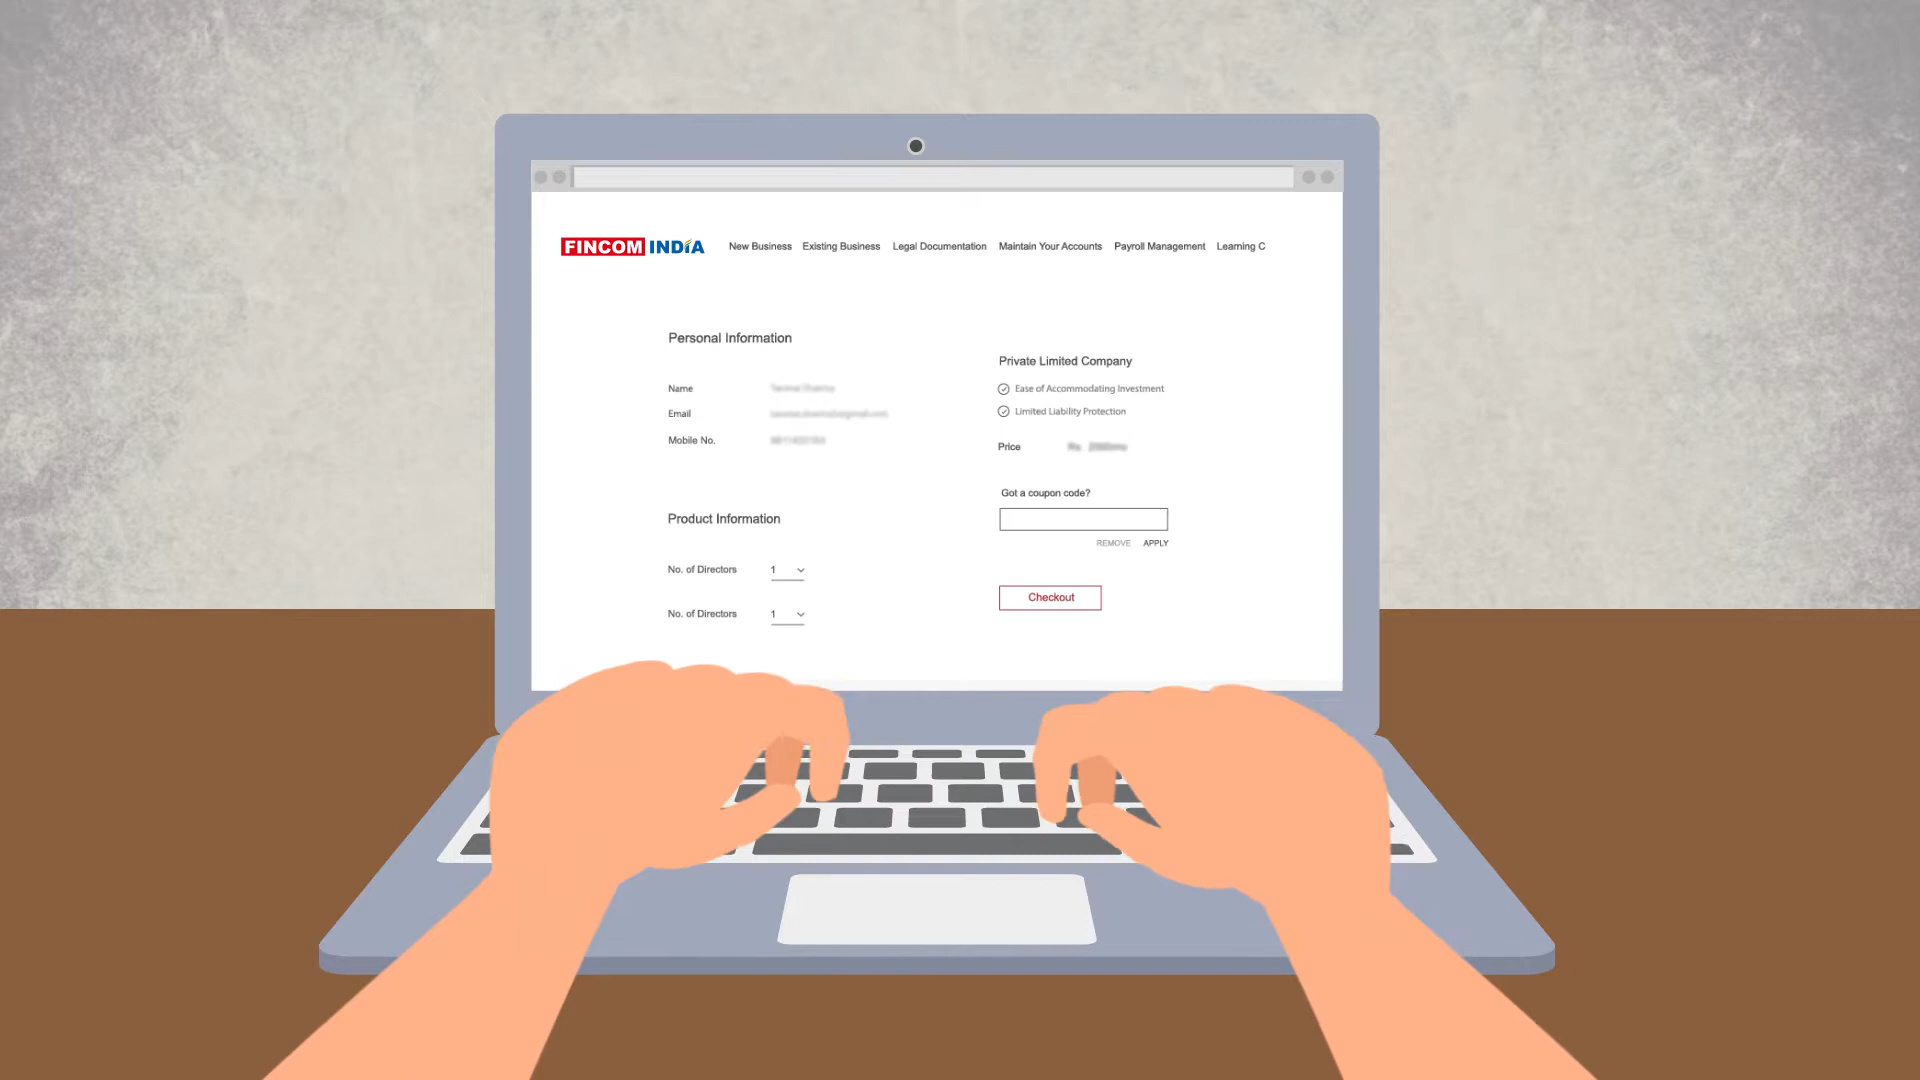 FINCOM INDIA
New Business Existing Business Legal Documentation Maintain Your Accounts Payroll Management Learning C
Personal Information
Name
Email
Mobile No.
Product Information
No. of Directors 1
No. of Directors 1
Private Limited Company
Ease of Accommodating Investment
Limited Liability Protection
Price Rs.
Got a coupon code?
REMOVE APPLY
Checkout